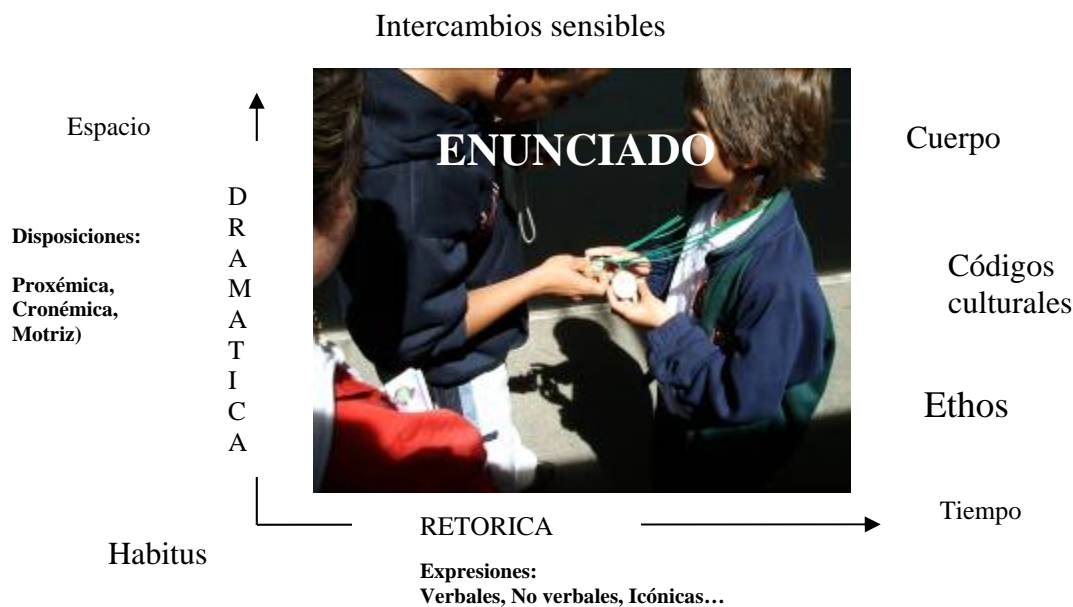 Intercambios sensibles
Espacio
ENUNCIADO
Cuerpo
Disposiciones:
Proxémica,
Cronémica,
Motriz)
DRAMATICA
Códigos
culturales
Ethos
Tiempo
RETORICA
Habitus
Expresiones:
Verbales, No verbales, Icónicas…